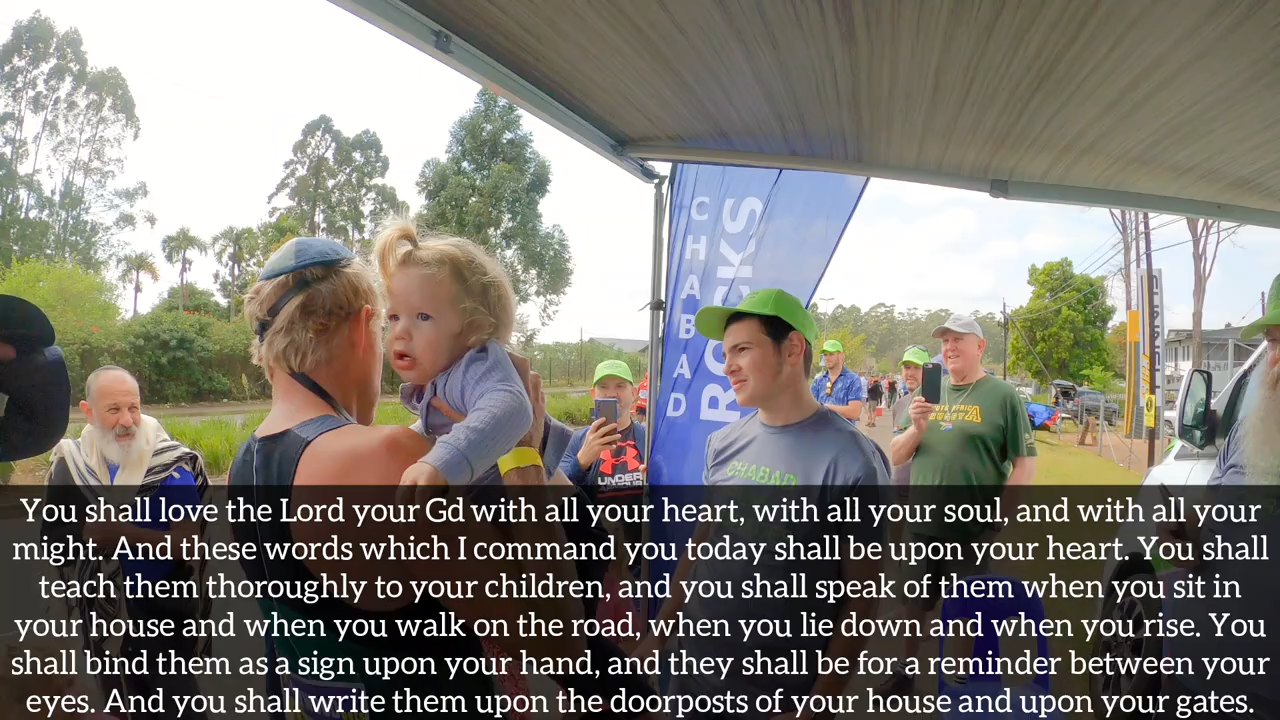 CHABAD
ROCKS
UNDER ARMOUR
CHABAD
You shall love the Lord your Gd with all your heart, with all your soul, and with all your
might. And these words which I command you today shall be upon your heart. You shall
teach them thoroughly to your children, and you shall speak of them when you sit in
your house and when you walk on the road, when you lie down and when you rise. You
shall bind them as a sign upon your hand, and they shall be for a reminder between your
eyes. And you shall write them upon the doorposts of your house and upon your gates.